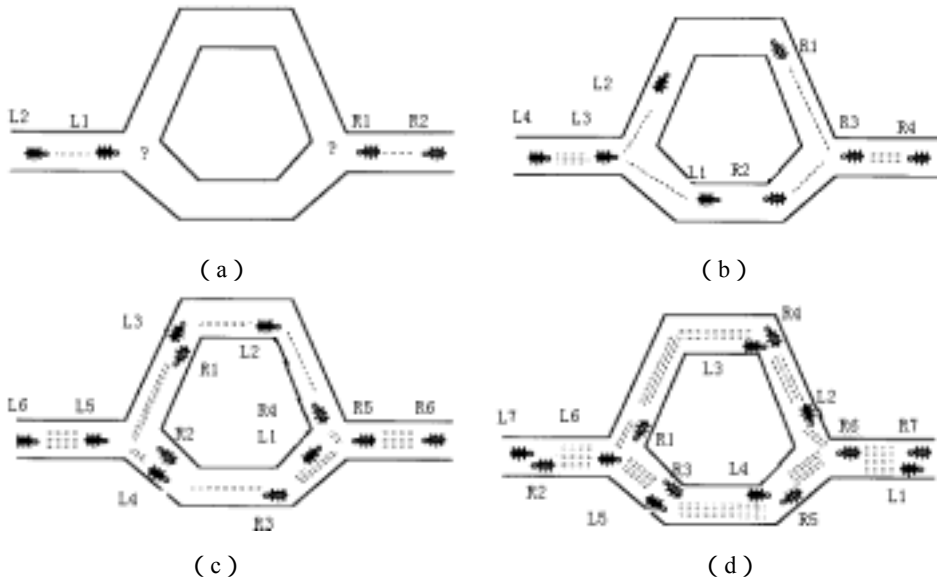 L2 L1 R1 R2
? ?
(a)
R1
L2
L4 L3 R3 R4
L1 R2
(b)
L3
L2
R1
L6 L5 R4 R5 R6
R2 L1
L4
R3
(c)
R4
L3
L2
L7 L6 R6 R7
R1
R3 L4
R2 L1
L5 R5
(d)